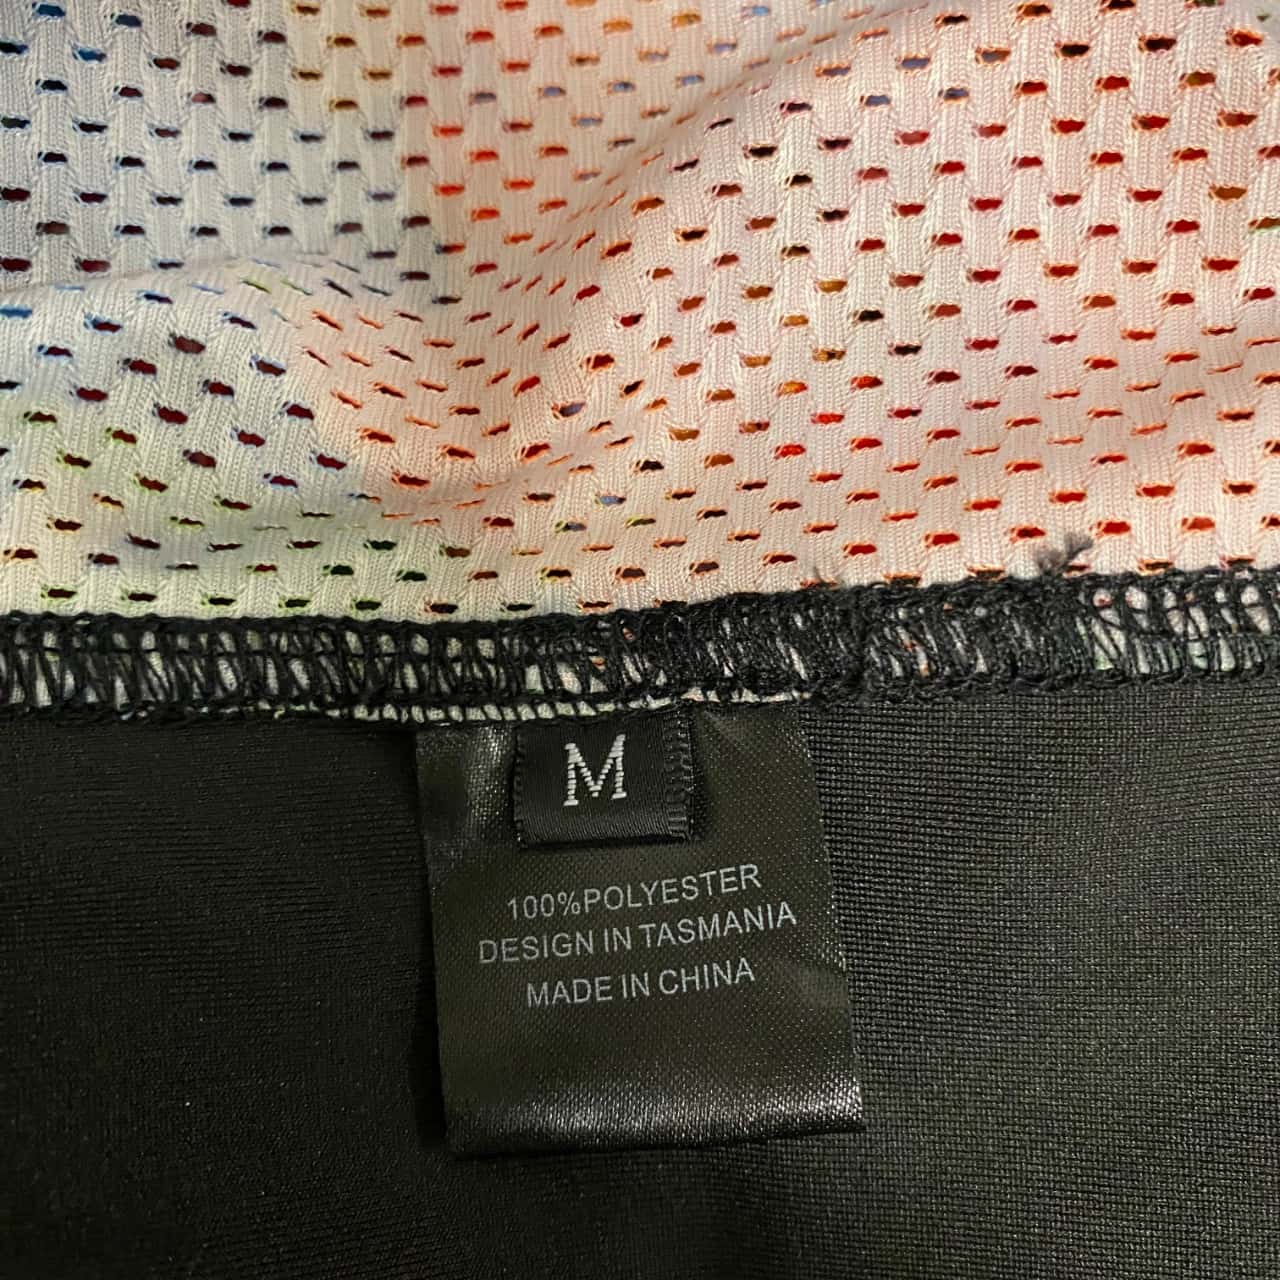 M
100%POLYESTER
DESIGN IN TASMANIA
MADE IN CHINA